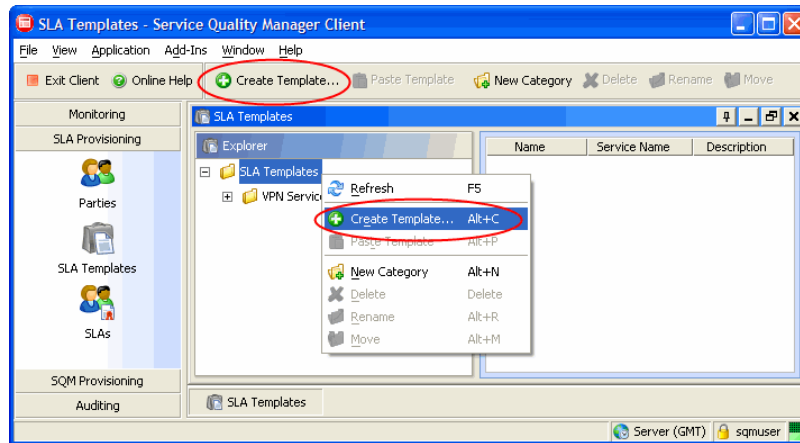 SLA Templates - Service Quality Manager Client
File View Application Add-Ins Window Help
Exit Client Online Help Create Template... Paste Template New Category Delete Rename Move
Monitoring
SLA Provisioning
Parties
SLA Templates
SLAs
SQM Provisioning
Auditing
SLA Templates
Explorer
SLA Templates
VPN Servic
Name Service Name Description
Refresh F5
Create Template... Alt+C
Paste Template Alt+P
New Category Alt+N
Delete Delete
Rename Alt+R
Move Alt+M
SLA Templates
Server (GMT) sqmuser